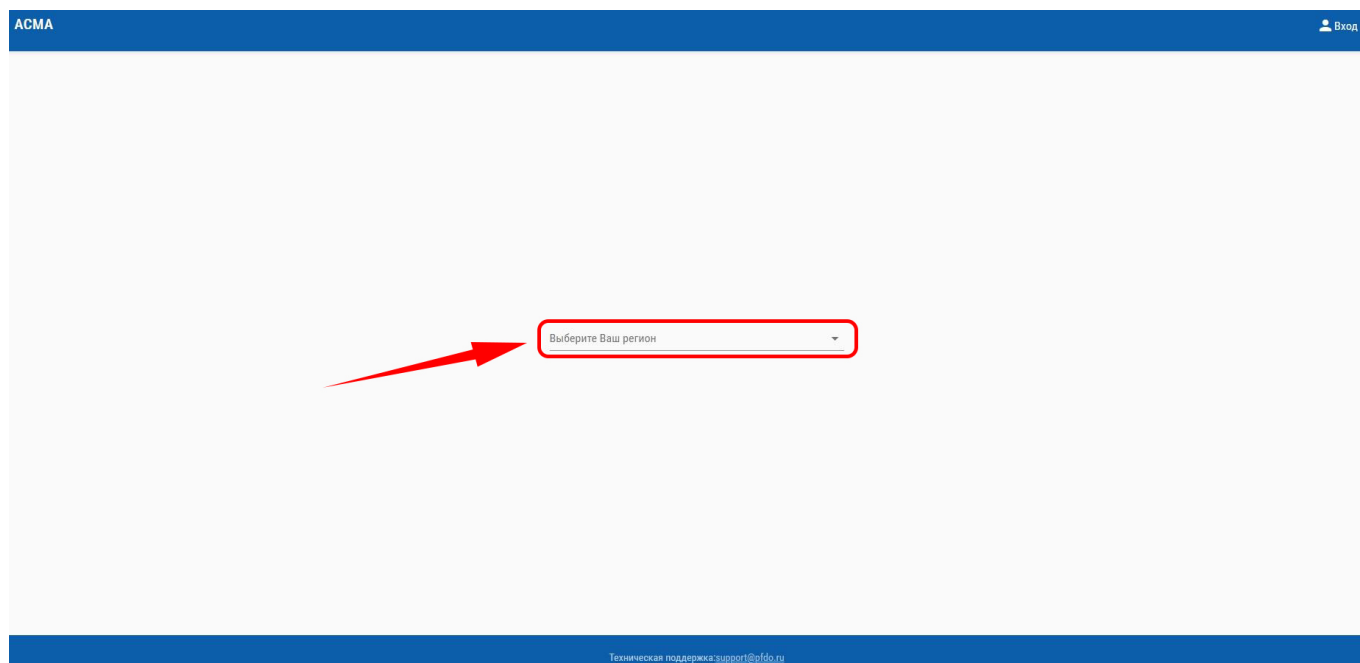 АСМА
Вход
Выберите Ваш регион
Техническая поддержка:support@pfdo.ru